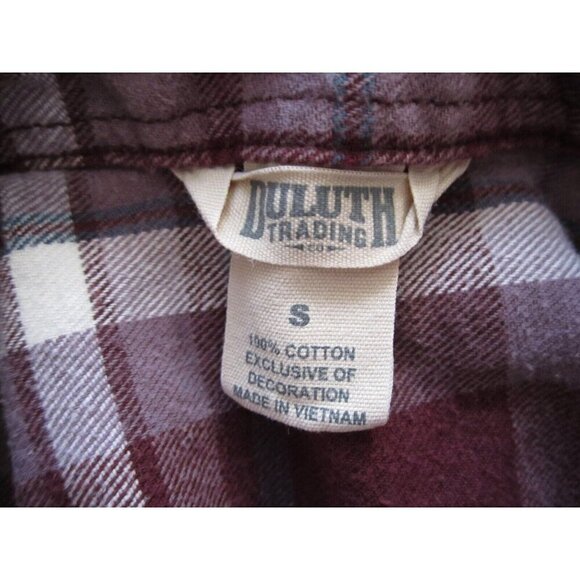 DULUTH
TRADING
CO
S
100% COTTON
EXCLUSIVE OF
DECORATION
MADE IN VIETNAM